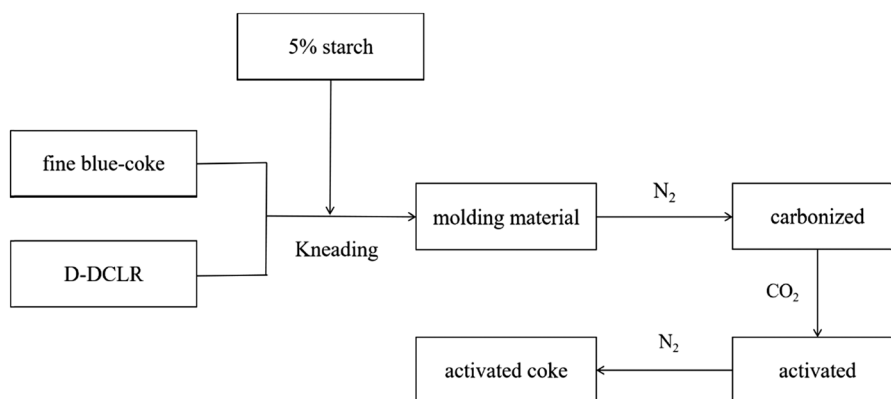 5% starch
fine blue-coke
D-DCLR
Kneading
molding material
N₂
carbonized
CO₂
activated
N₂
activated coke